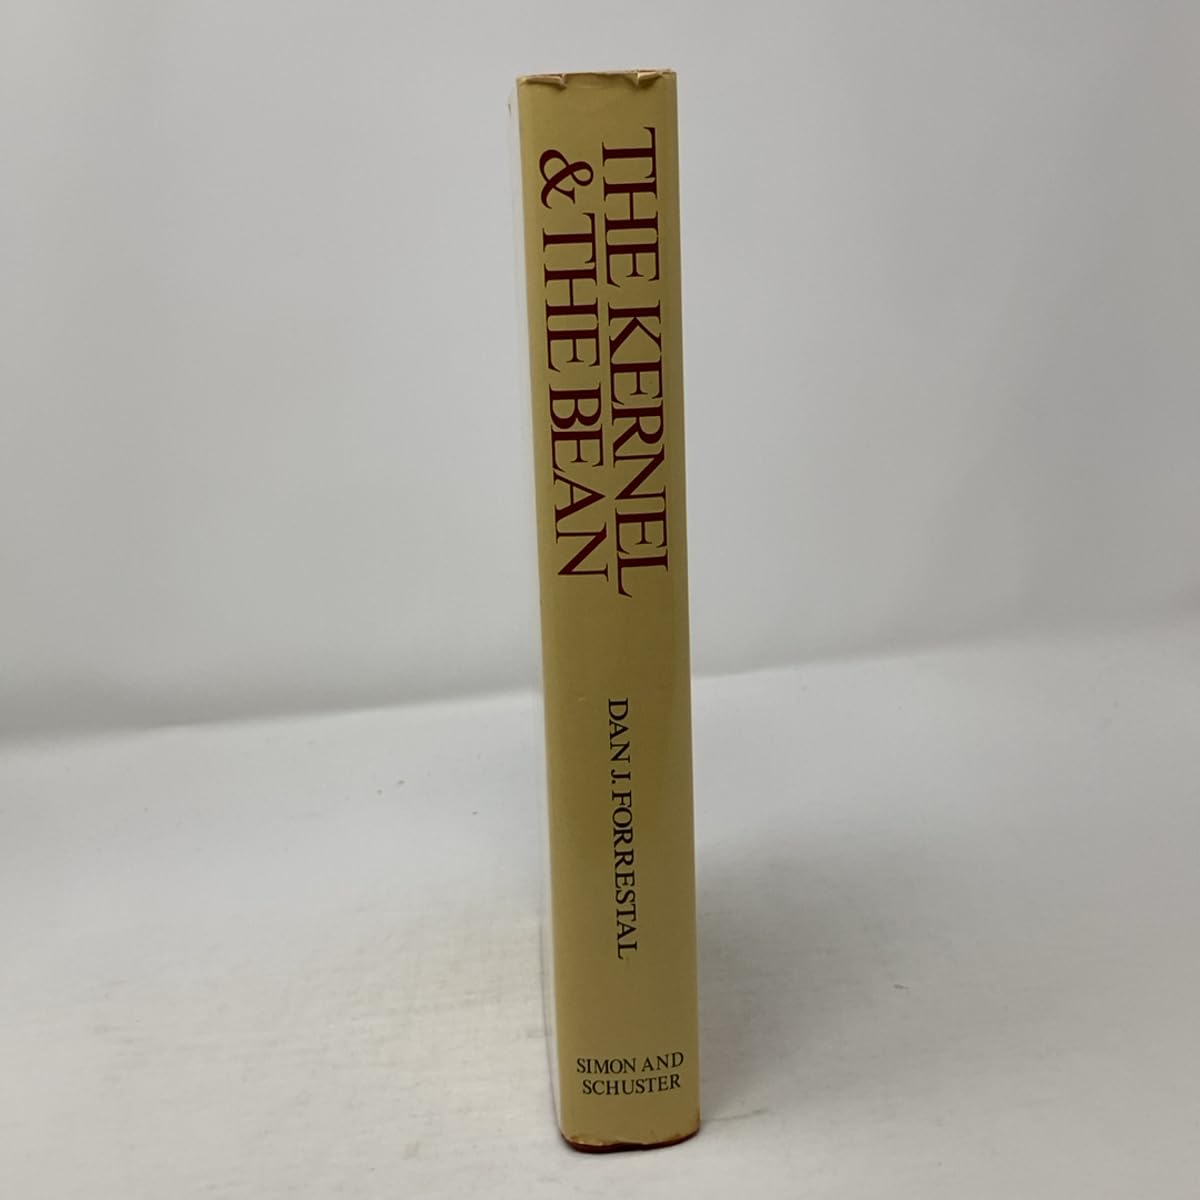 THE KERNEL
& THE BEAN
DAN J. FORRESTAL
SIMON AND
SCHUSTER